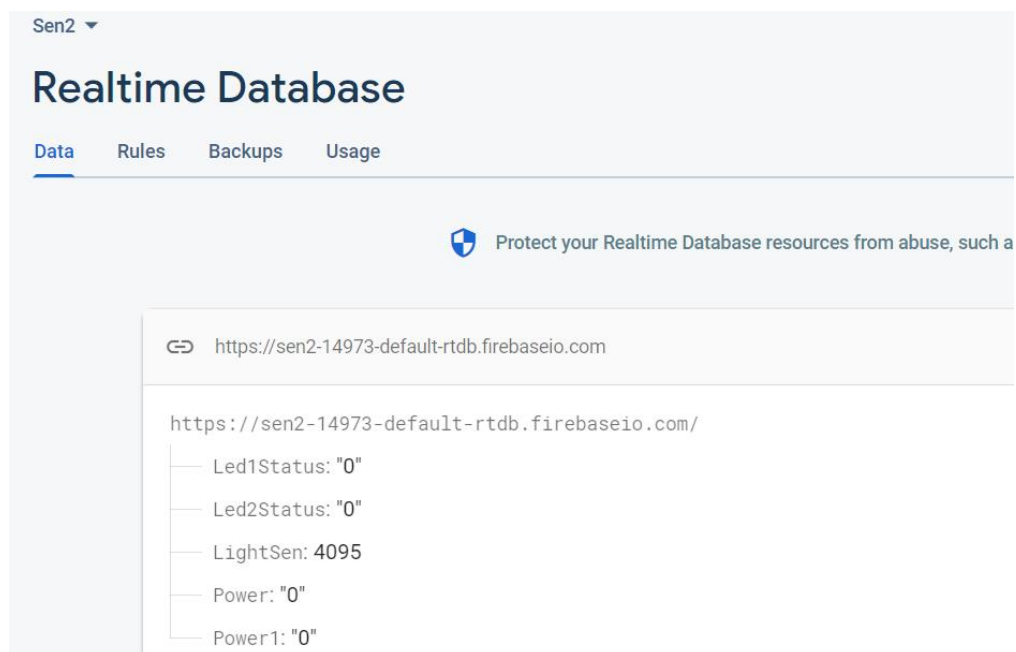 Sen2
Realtime Database
Data Rules Backups Usage
Protect your Realtime Database resources from abuse, such a
https://sen2-14973-default-rtdb.firebaseio.com
https://sen2-14973-default-rtdb.firebaseio.com/
Led1Status: "0"
Led2Status: "0"
LightSen: 4095
Power: "0"
Power1: "0"